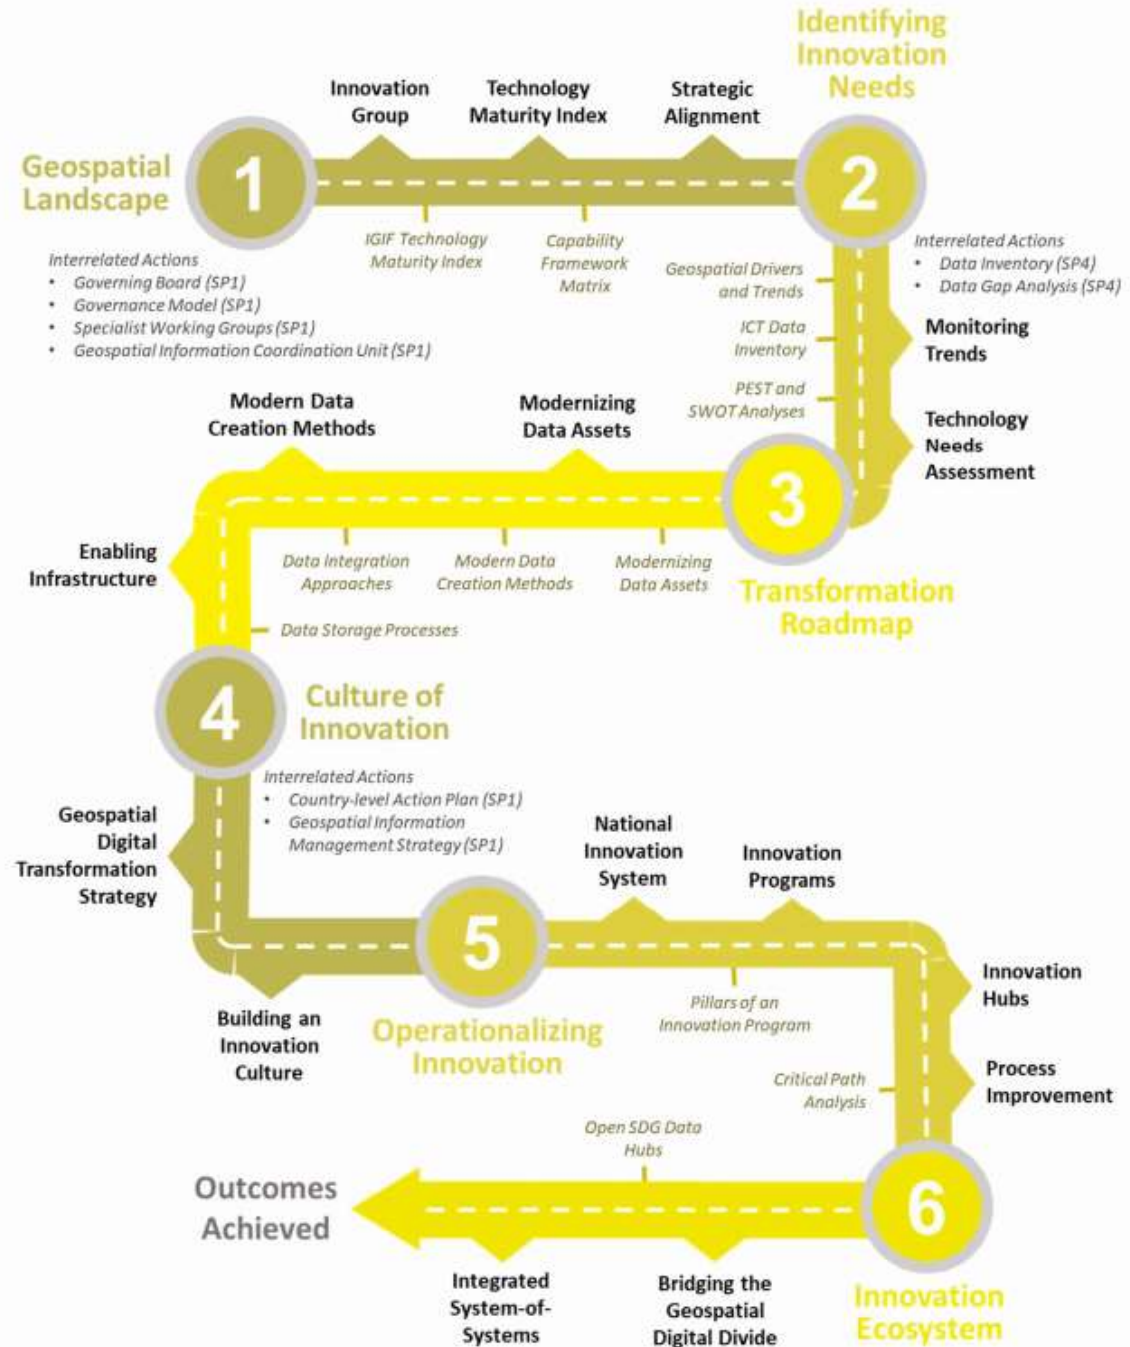 Identifying
Innovation
Needs
Innovation
Group
Technology
Maturity Index
Strategic
Alignment
Geospatial
Landscape
1
2
IGIF Technology
Maturity Index
Capability
Framework
Matrix
Interrelated Actions
• Governing Board (SP1)
• Governance Model (SP1)
• Specialist Working Groups (SP1)
• Geospatial Information Coordination Unit (SP1)
Interrelated Actions
• Data Inventory (SP4)
• Data Gap Analysis (SP4)
Geospatial Drivers
and Trends
ICT Data
Inventory
PEST and
SWOT Analyses
Monitoring
Trends
Technology
Needs
Assessment
Modern Data
Creation Methods
Modernizing
Data Assets
3
Enabling
Infrastructure
Data Integration
Approaches
Modern Data
Creation Methods
Modernizing
Data Assets
Transformation
Roadmap
Data Storage Processes
4
Culture of
Innovation
Interrelated Actions
• Country-level Action Plan (SP1)
• Geospatial Information
Management Strategy (SP1)
Geospatial
Digital
Transformation
Strategy
National
Innovation
System
Innovation
Programs
5
Building an
Innovation
Culture
Operationalizing
Innovation
Pillars of an
Innovation Program
Innovation
Hubs
Critical Path
Analysis
Process
Improvement
Open SDG Data
Hubs
Outcomes
Achieved
6
Integrated
System-of-
Systems
Bridging the
Geospatial
Digital Divide
Innovation
Ecosystem